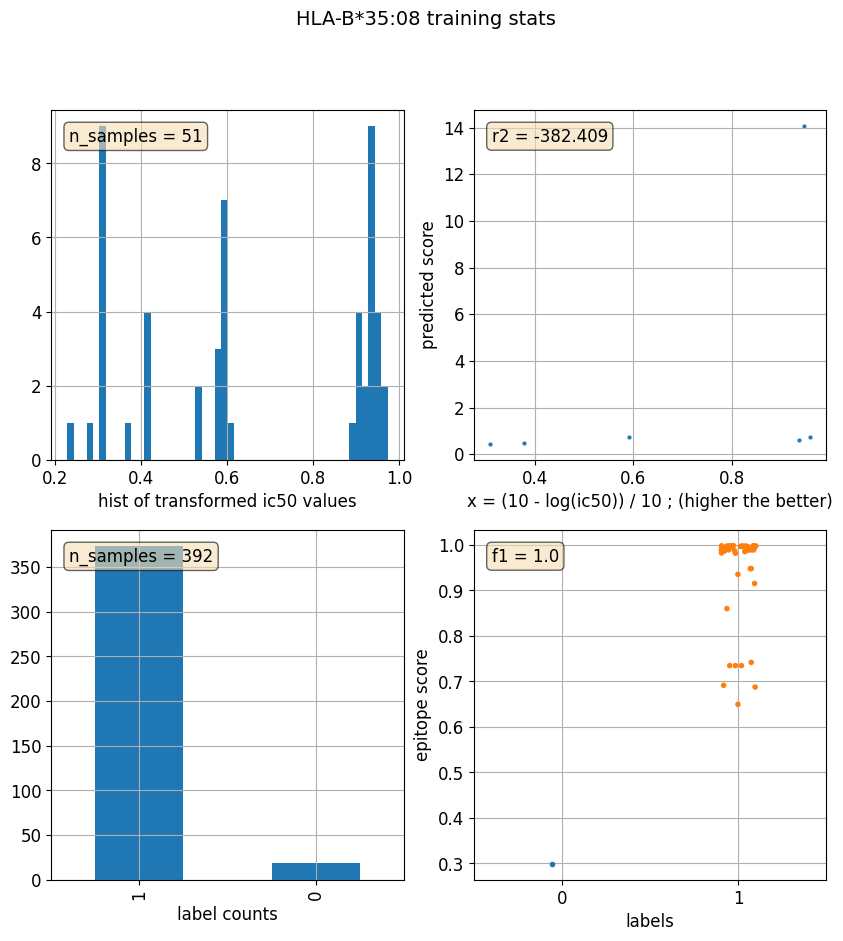 HLA-B*35:08 training stats
n_samples = 51
8
6
4
2
0
0.2 0.4 0.6 0.8 1.0
hist of transformed ic50 values
r2 = -382.409
14
12
10
8
6
4
2
0
predicted score
0.4 0.6 0.8
x = (10 - log(ic50)) / 10 ; (higher the better)
n_samples = 392
350
300
250
200
150
100
50
0
1 0
label counts
f1 = 1.0
1.0
0.9
0.8
0.7
0.6
0.5
0.4
0.3
epitope score
0 1
labels